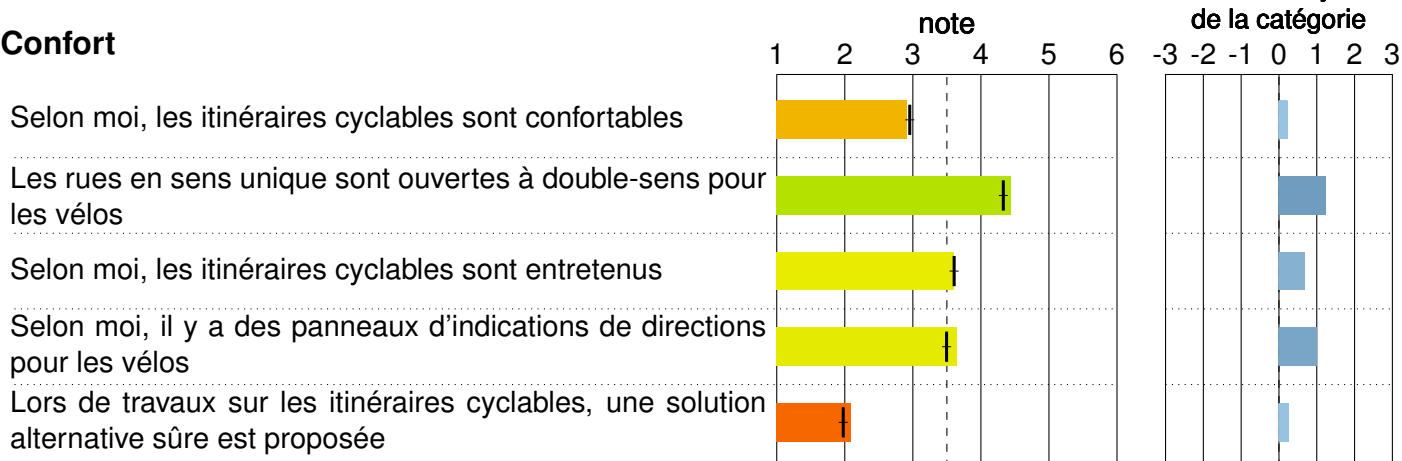 note
de la catégorie
Confort
1 2 3 4 5 6
-3 -2 -1 0 1 2 3
Selon moi, les itinéraires cyclables sont confortables
Les rues en sens unique sont ouvertes à double-sens pour
les vélos
Selon moi, les itinéraires cyclables sont entretenus
Selon moi, il y a des panneaux d'indications de directions
pour les vélos
Lors de travaux sur les itinéraires cyclables, une solution
alternative sûre est proposée